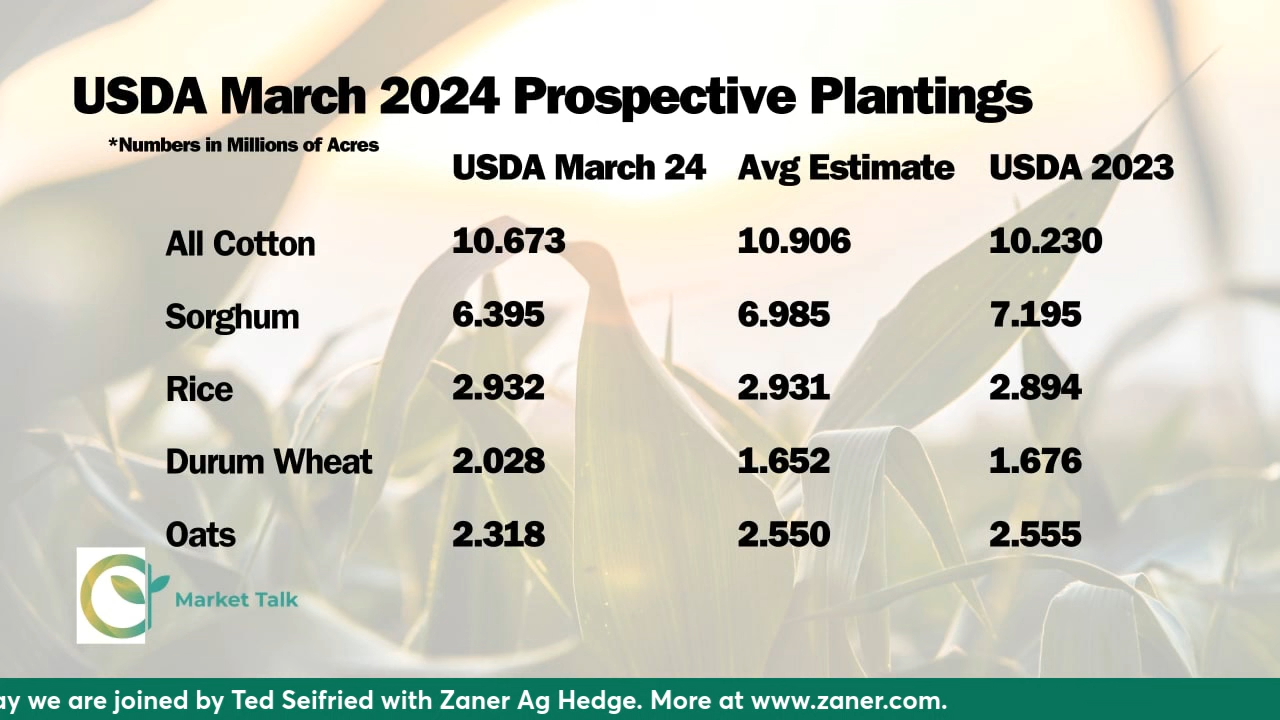 USDA March 2024 Prospective Plantings
*Numbers in Millions of Acres
USDA March 24 Avg Estimate USDA 2023
All Cotton 10.673 10.906 10.230
Sorghum 6.395 6.985 7.195
Rice 2.932 2.931 2.894
Durum Wheat 2.028 1.652 1.676
Oats 2.318 2.550 2.555
Market Talk
ay we are joined by Ted Seifried with Zaner Ag Hedge. More at www.zaner.com.